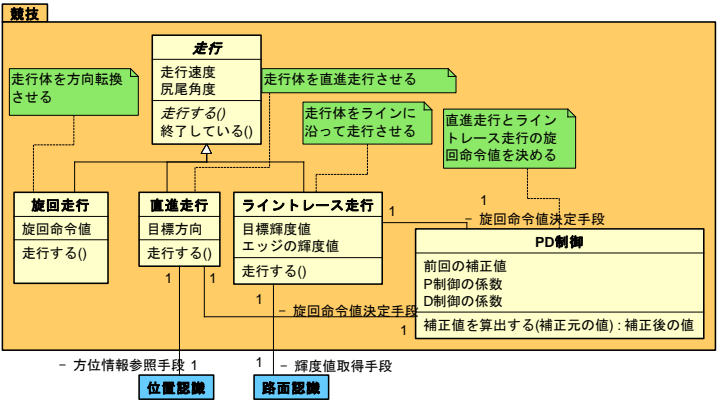 競技
走行
走行速度
尻尾角度
走行する()
終了している()
走行体を方向転換
させる
走行体を直進走行させる
走行体をラインに
沿って走行させる
直進走行とライン
トレース走行の旋
回命令値を決める
旋回走行
旋回命令値
走行する()
直進走行
目標方向
走行する()
ライントレース走行
目標輝度値
エッジの輝度値
走行する()
1
1
- 旋回命令値決定手段
PD制御
前回の補正値
P制御の係数
D制御の係数
補正値を算出する(補正元の値) : 補正後の値
1
1
1
- 旋回命令値決定手段
1
- 方位情報参照手段 1
1
- 輝度値取得手段
位置認識
路面認識